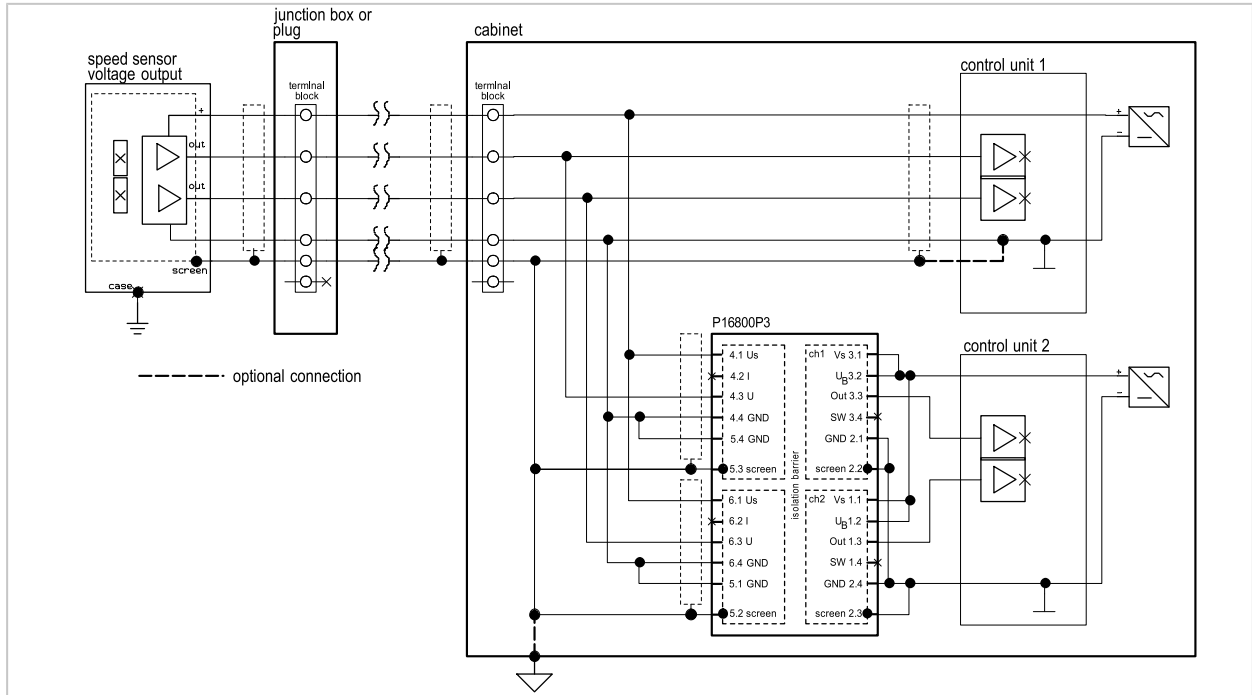 junction box or
plug
cabinet
speed sensor
voltage output
terminal
block
terminal
block
control unit 1
+
out
out
+
-
screen
case
optional connection
P16800P3
control unit 2
4.1 Us
4.2 I
4.3 U
4.4 GND
5.4 GND
5.3 screen
6.1 Us
6.2 I
6.3 U
6.4 GND
5.1 GND
5.2 screen
isolation barrier
ch1 Vs 3.1
UB3.2
Out 3.3
SW 3.4
GND 2.1
screen 2.2
ch2 Vs 1.1
UB1.2
Out 1.3
SW 1.4
GND 2.4
screen 2.3
+
-